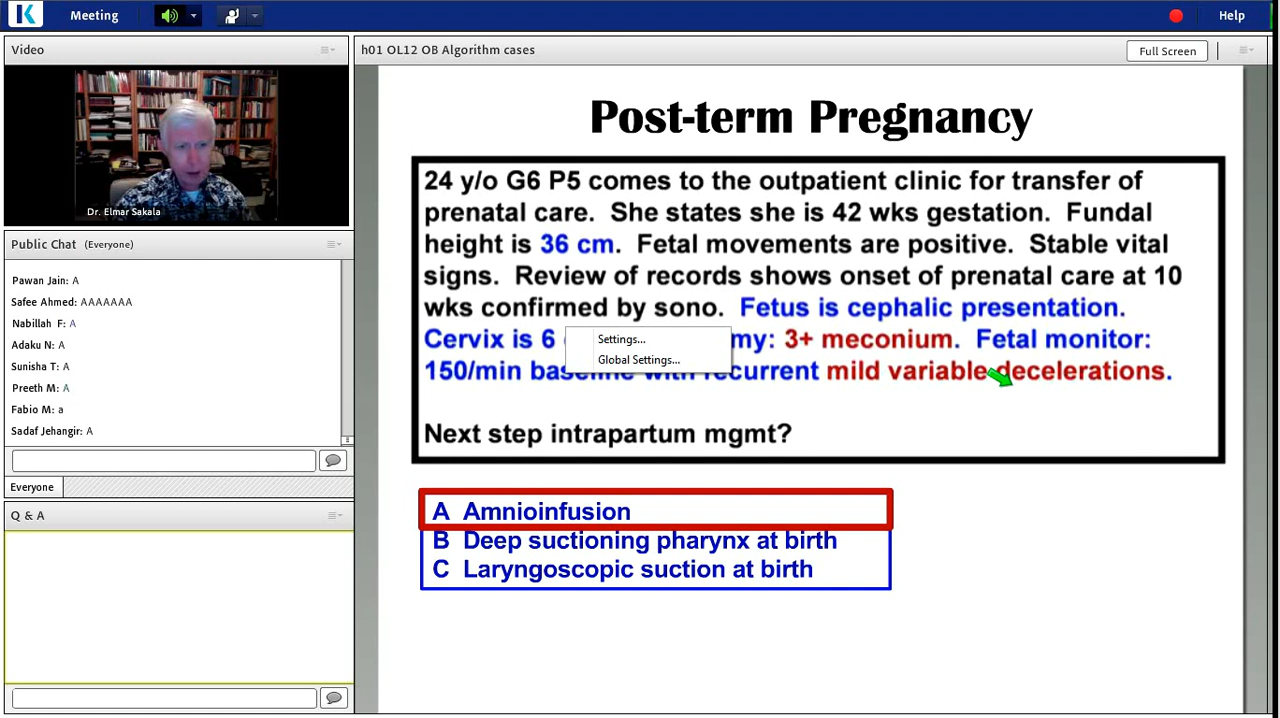 K Meeting Help
Video
Dr. Elmar Sakala
Public Chat (Everyone)
Pawan Jain: A
Safee Ahmed: AAAAAAA
Nabillah F: A
Adaku N: A
Sunisha T: A
Preeth M: A
Fabio M: a
Sadaf Jehangir: A
Everyone
Q & A
h01 OL12 OB Algorithm cases
Full Screen
Post-term Pregnancy
24 y/o G6 P5 comes to the outpatient clinic for transfer of
prenatal care. She states she is 42 wks gestation. Fundal
height is 36 cm. Fetal movements are positive. Stable vital
signs. Review of records shows onset of prenatal care at 10
wks confirmed by sono. Fetus is cephalic presentation.
Cervix is 6 my: 3+ meconium. Fetal monitor:
150/min baseline with recurrent mild variable decelerations.
Settings...
Global Settings...
Next step intrapartum mgmt?
A Amnioinfusion
B Deep suctioning pharynx at birth
C Laryngoscopic suction at birth